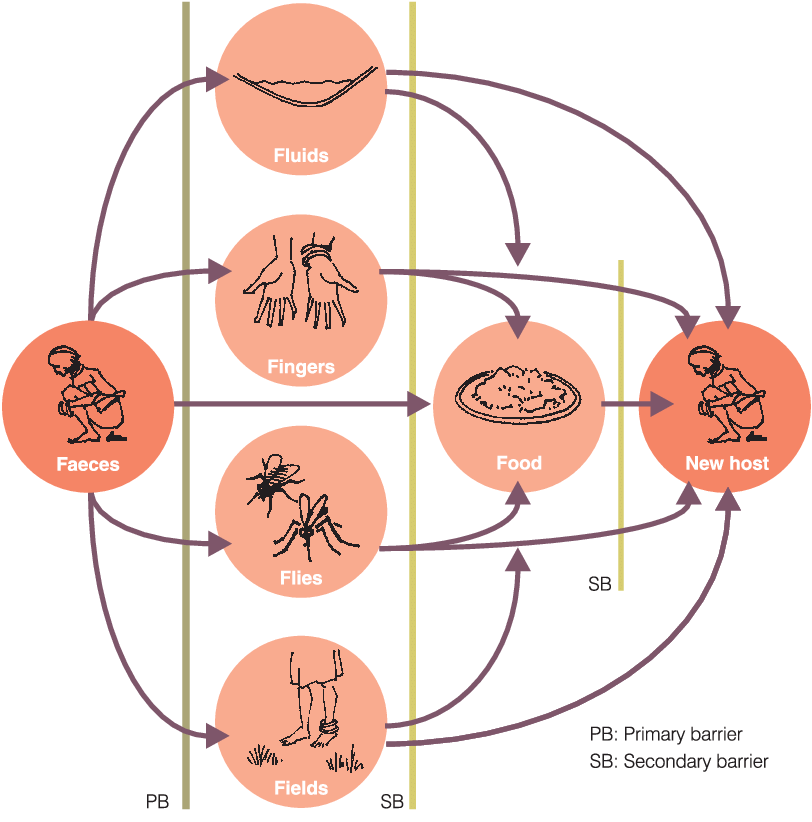 Fluids
Fingers
Faeces
Food
New host
Flies
SB
Fields
PB: Primary barrier
SB: Secondary barrier
PB
SB